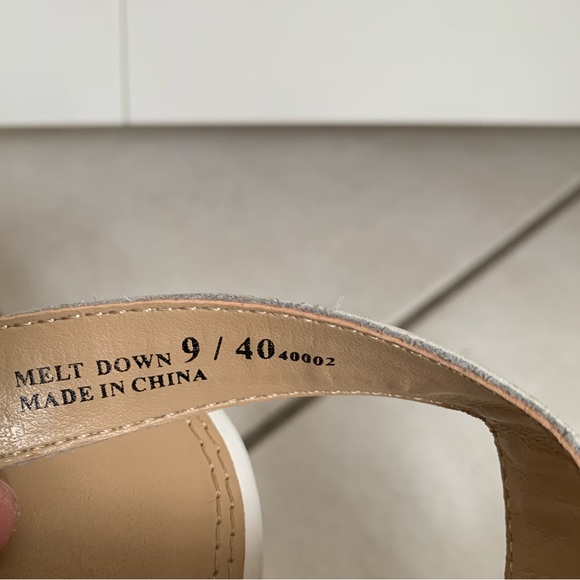 MELT DOWN 9 / 40 40002
MADE IN CHINA